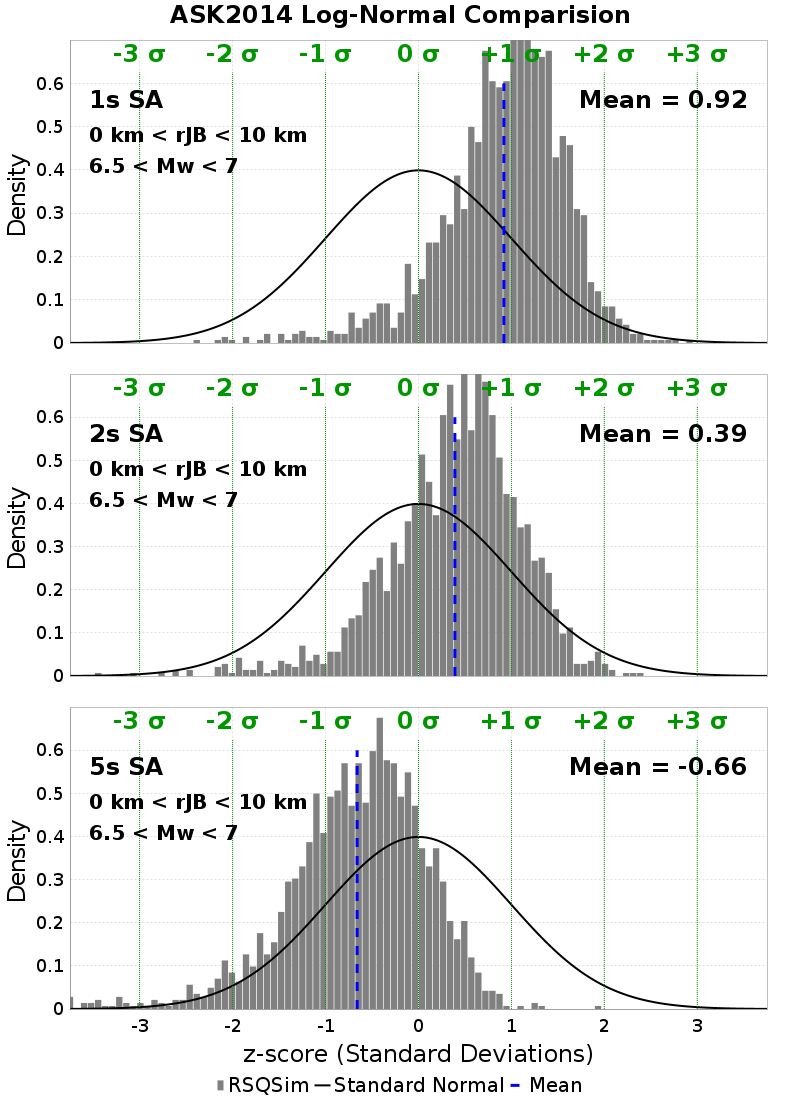 ASK2014 Log-Normal Comparision
-3 σ -2 σ -1 σ 0 σ +1 σ +2 σ +3 σ
1s SA
Mean = 0.92
0 km < rJB < 10 km
6.5 < Mw < 7
Density
0.6
0.5
0.4
0.3
0.2
0.1
0
-3 σ -2 σ -1 σ 0 σ +1 σ +2 σ +3 σ
2s SA
Mean = 0.39
0 km < rJB < 10 km
6.5 < Mw < 7
Density
0.6
0.5
0.4
0.3
0.2
0.1
0
-3 σ -2 σ -1 σ 0 σ +1 σ +2 σ +3 σ
5s SA
Mean = -0.66
0 km < rJB < 10 km
6.5 < Mw < 7
Density
0.6
0.5
0.4
0.3
0.2
0.1
0
-3 -2 -1 0 1 2 3
z-score (Standard Deviations)
RSQSim Standard Normal Mean